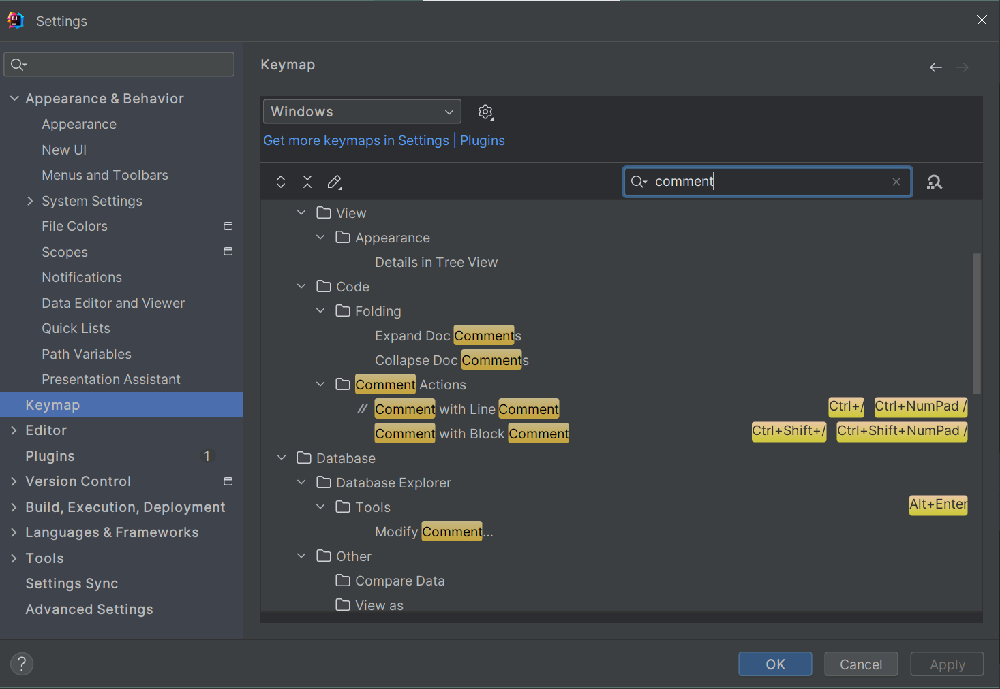 Settings
Keymap
Appearance & Behavior
Appearance
New UI
Menus and Toolbars
System Settings
File Colors
Scopes
Notifications
Data Editor and Viewer
Quick Lists
Path Variables
Presentation Assistant
Keymap
Editor
Plugins 1
Version Control
Build, Execution, Deployment
Languages & Frameworks
Tools
Settings Sync
Advanced Settings
Windows
Get more keymaps in Settings | Plugins
comment
View
Appearance
Details in Tree View
Code
Folding
Expand Doc Comments
Collapse Doc Comments
Comment Actions
// Comment with Line Comment Ctrl+/ Ctrl+NumPad /
Comment with Block Comment Ctrl+Shift+/ Ctrl+Shift+NumPad /
Database
Database Explorer
Tools Alt+Enter
Modify Comment...
Other
Compare Data
View as
? OK Cancel Apply